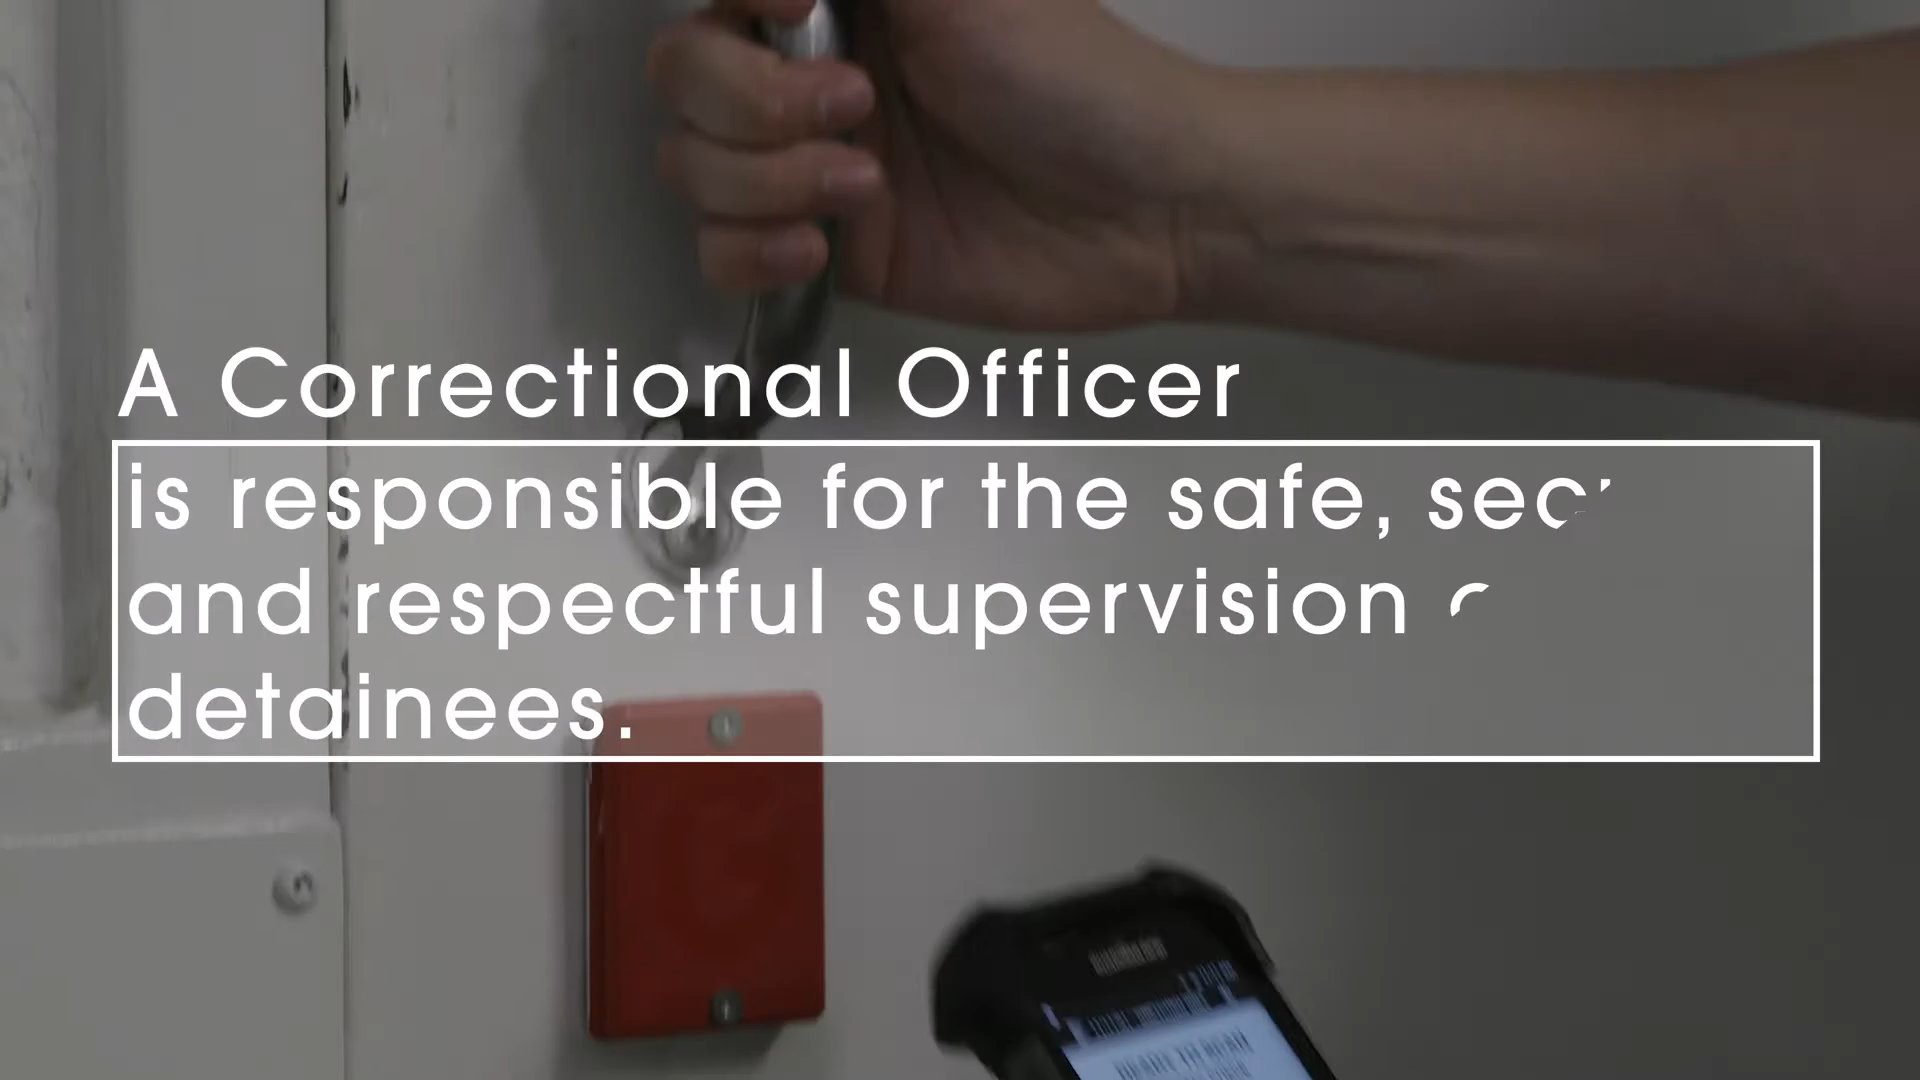 A Correctional Officer
is responsible for the safe,
and respectful supervision
detainees.